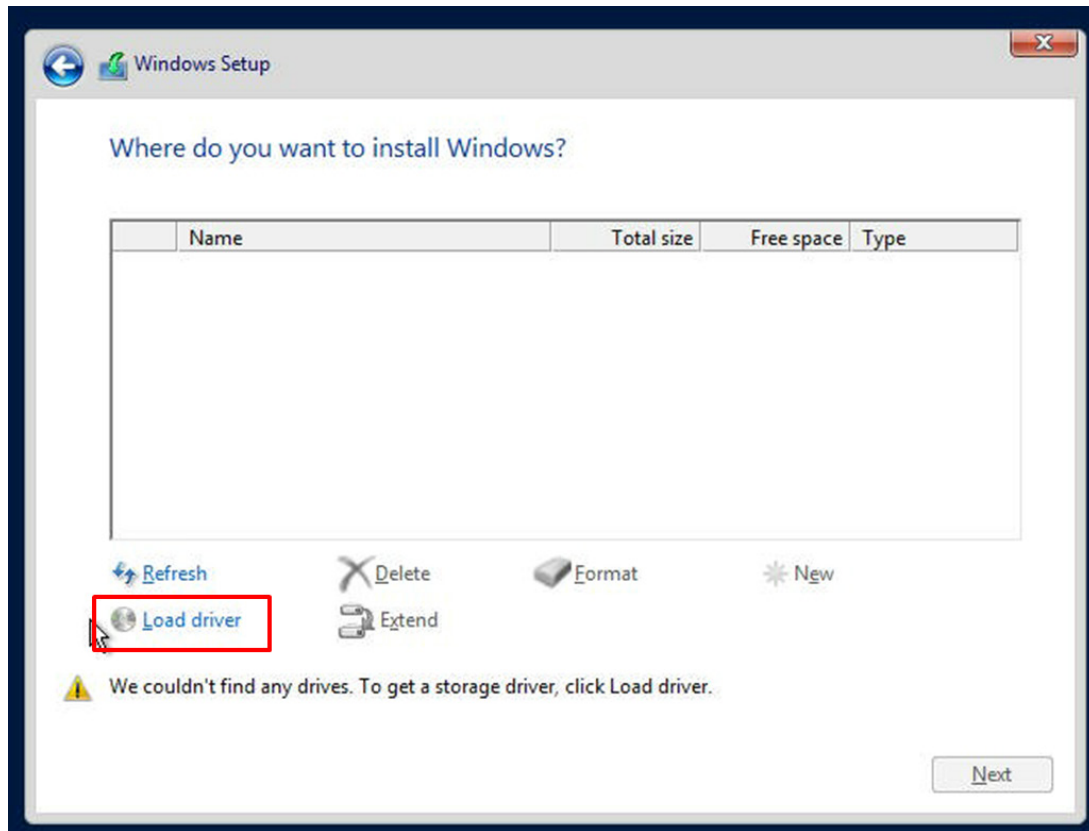 Windows Setup
Where do you want to install Windows?
Name Total size Free space Type
Refresh Delete Format New
Load driver Extend
We couldn't find any drives. To get a storage driver, click Load driver.
Next